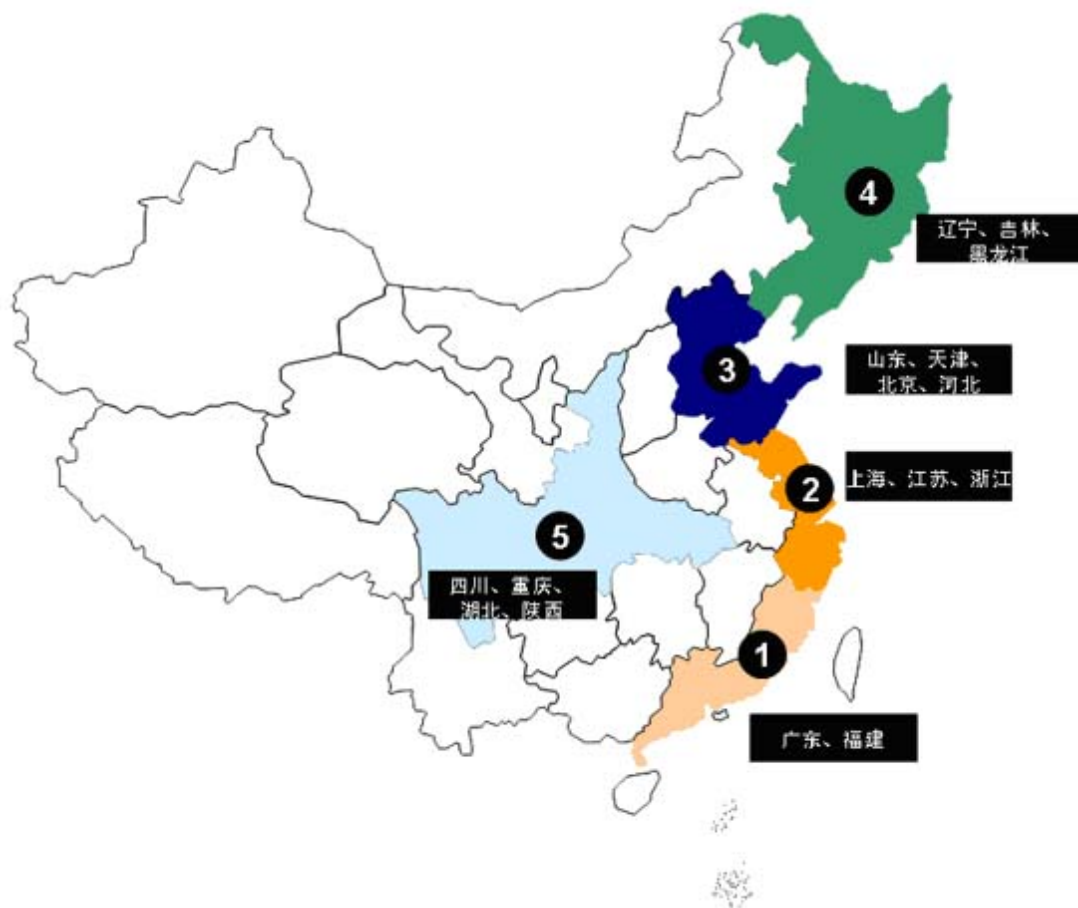 4
辽宁、吉林、
黑龙江
3
山东、天津、
北京、河北
2
上海、江苏、浙江
5
四川、重庆、
湖北、陕西
1
广东、福建